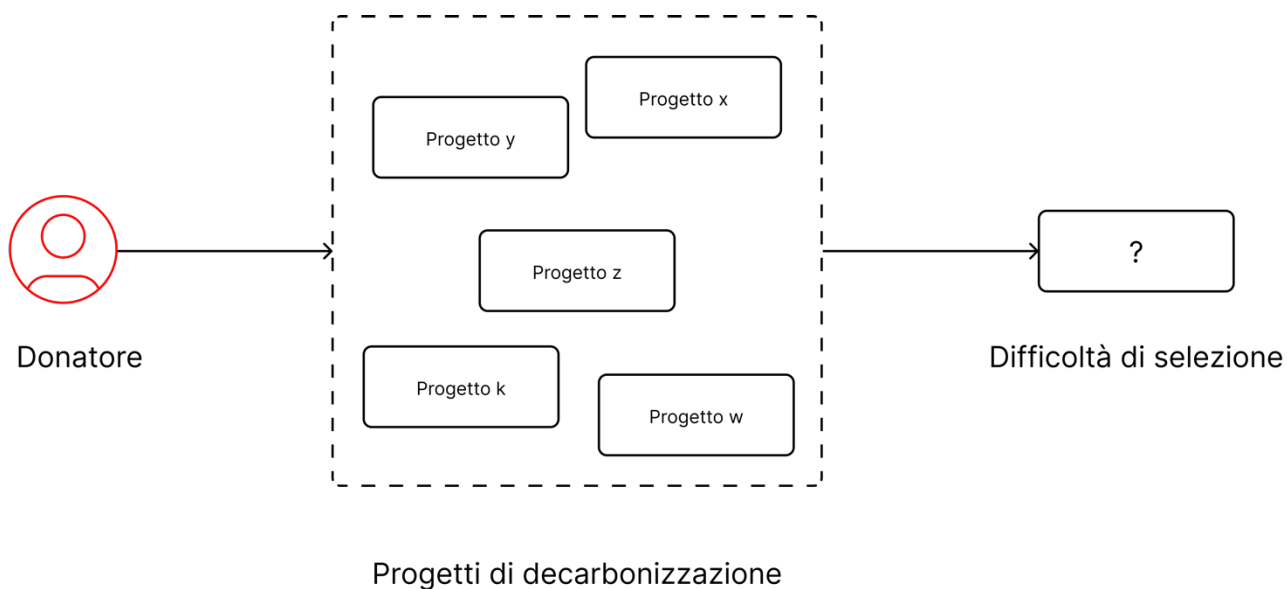 Progetto x
Progetto y
Progetto z
?
Donatore
Difficoltà di selezione
Progetto k
Progetto w
Progetti di decarbonizzazione